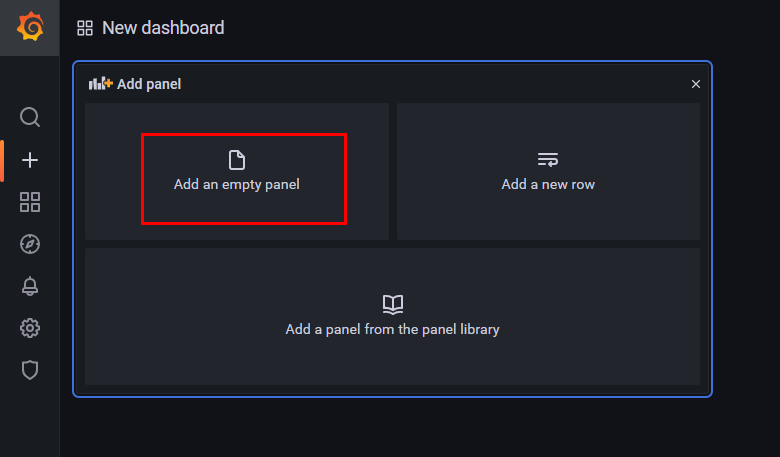 New dashboard
Add panel
Add an empty panel
Add a new row
Add a panel from the panel library